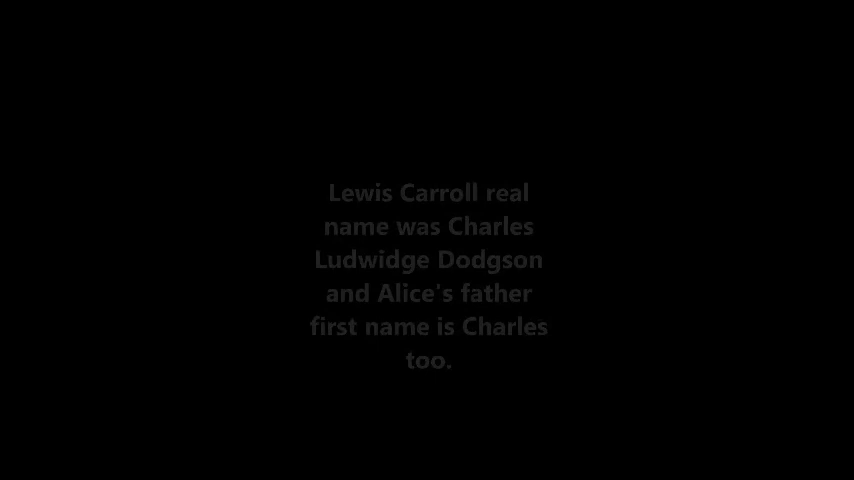 Lewis Carroll real
name was Charles
Ludwidge Dodgson
and Alice's father
first name is Charles
too.